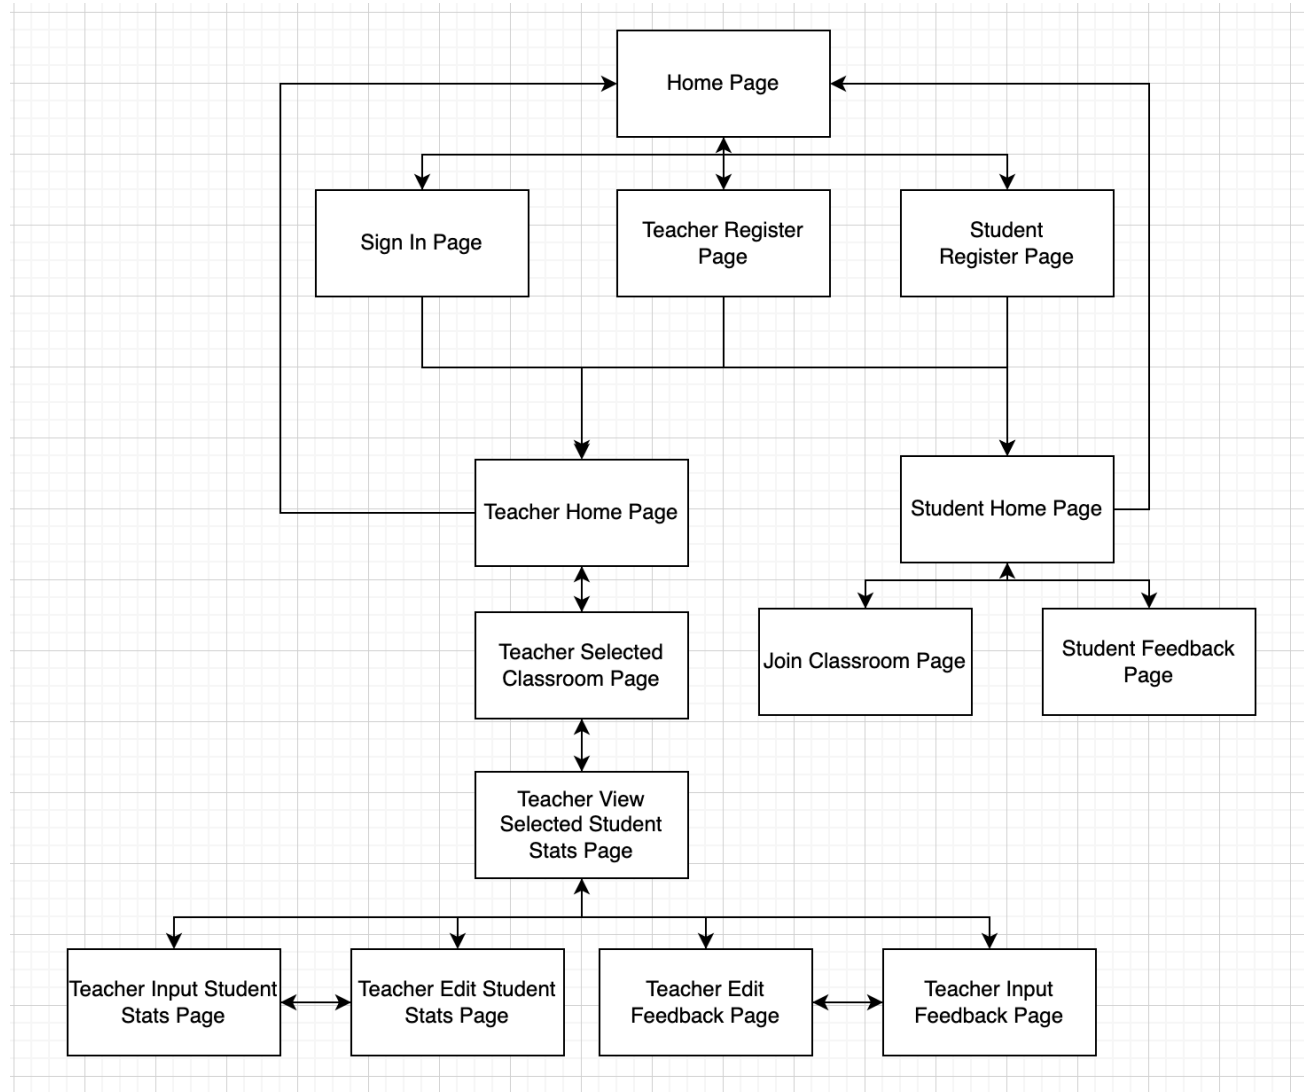 Home Page
Sign In Page
Teacher Register
Page
Student
Register Page
Teacher Home Page
Student Home Page
Teacher Selected
Classroom Page
Join Classroom Page
Student Feedback
Page
Teacher View
Selected Student
Stats Page
Teacher Input Student
Stats Page
Teacher Edit Student
Stats Page
Teacher Edit
Feedback Page
Teacher Input
Feedback Page